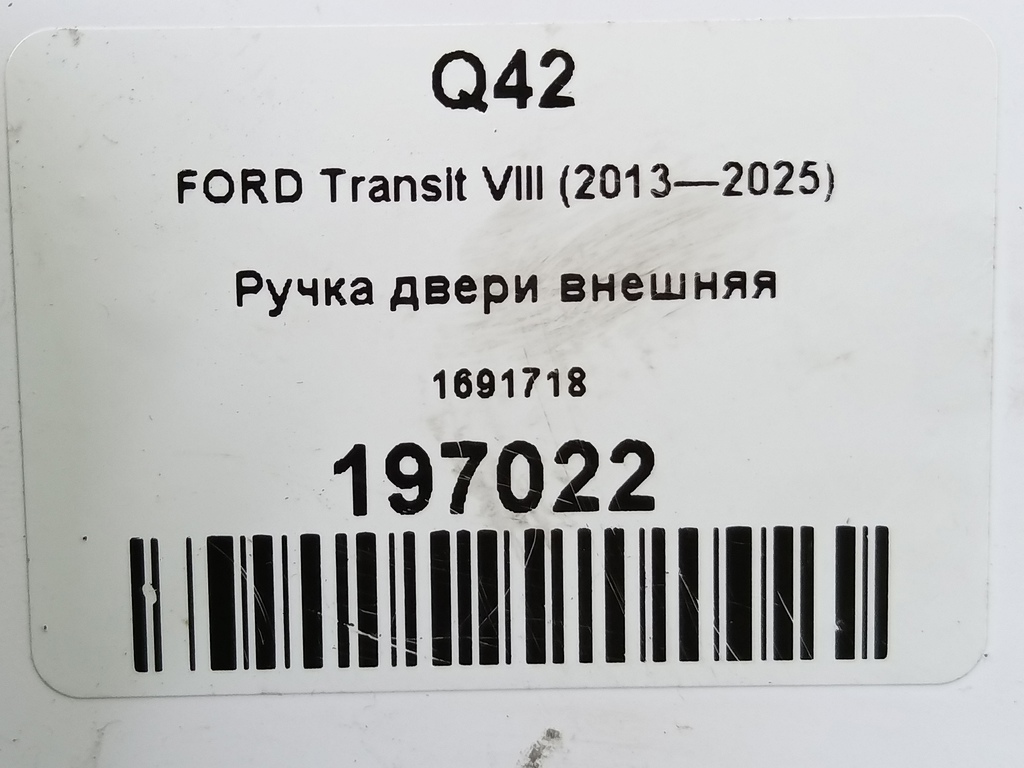 Q42
FORD Transit VIII (2013—2025)
Ручка двери внешняя
1691718
197022